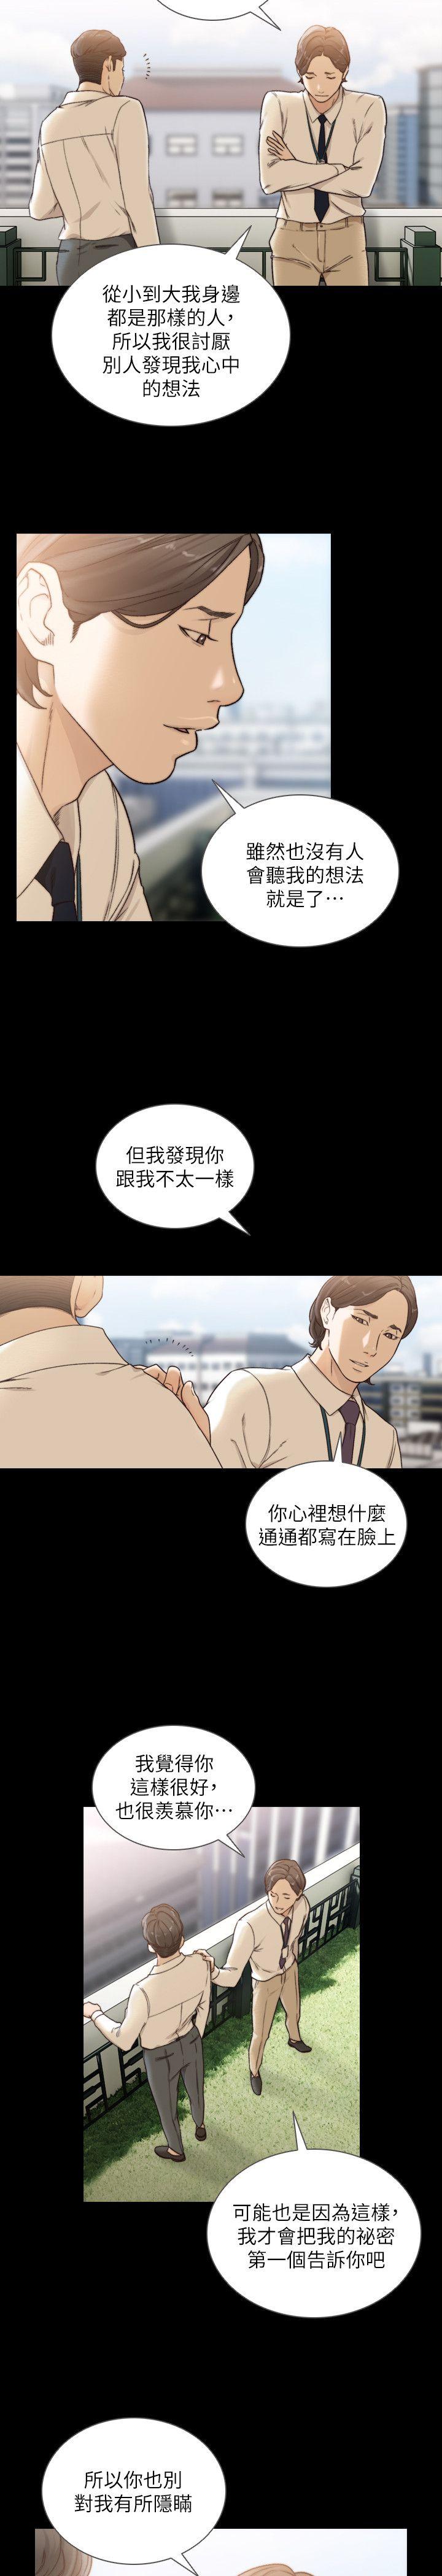 從小到大我身邊
都是那樣的人，
所以我很討厭
別人發現我心中
的想法
雖然也沒有人
會聽我的想法
就是了…
但我發現你
跟我不太一樣
你心裡想什麼
通通都寫在臉上
我覺得你
這樣很好，
也很羨慕你…
可能也是因為這樣，
我才會把我的祕密
第一個告訴你吧
所以你也別
對我有所隱瞞